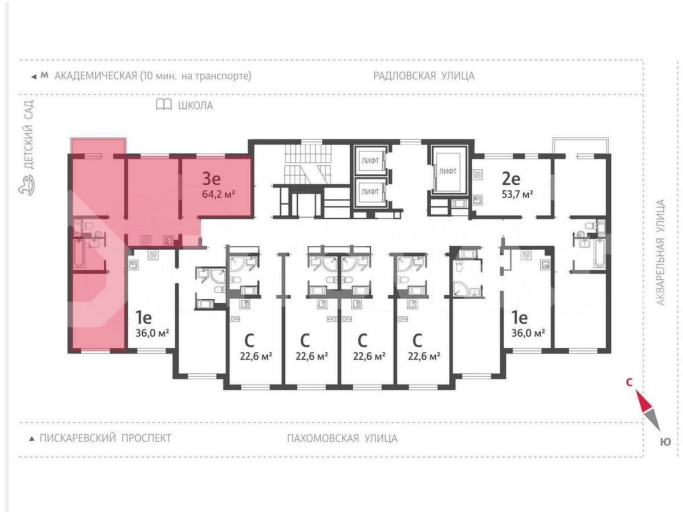 М АКАДЕМИЧЕСКАЯ (10 мин. на транспорте)
РАДЛОВСКАЯ УЛИЦА
ШКОЛА
ДЕТСКИЙ САД
3е
64,2 м²
ЛИФТ
ЛИФТ
ЛИФТ
2е
53,7 м²
АКВАРЕЛЬНАЯ УЛИЦА
1е
36,0 м²
С
22,6 м²
С
22,6 м²
С
22,6 м²
С
22,6 м²
1е
36,0 м²
С
Ю
ПИСКАРЕВСКИЙ ПРОСПЕКТ
ПАХОМОВСКАЯ УЛИЦА